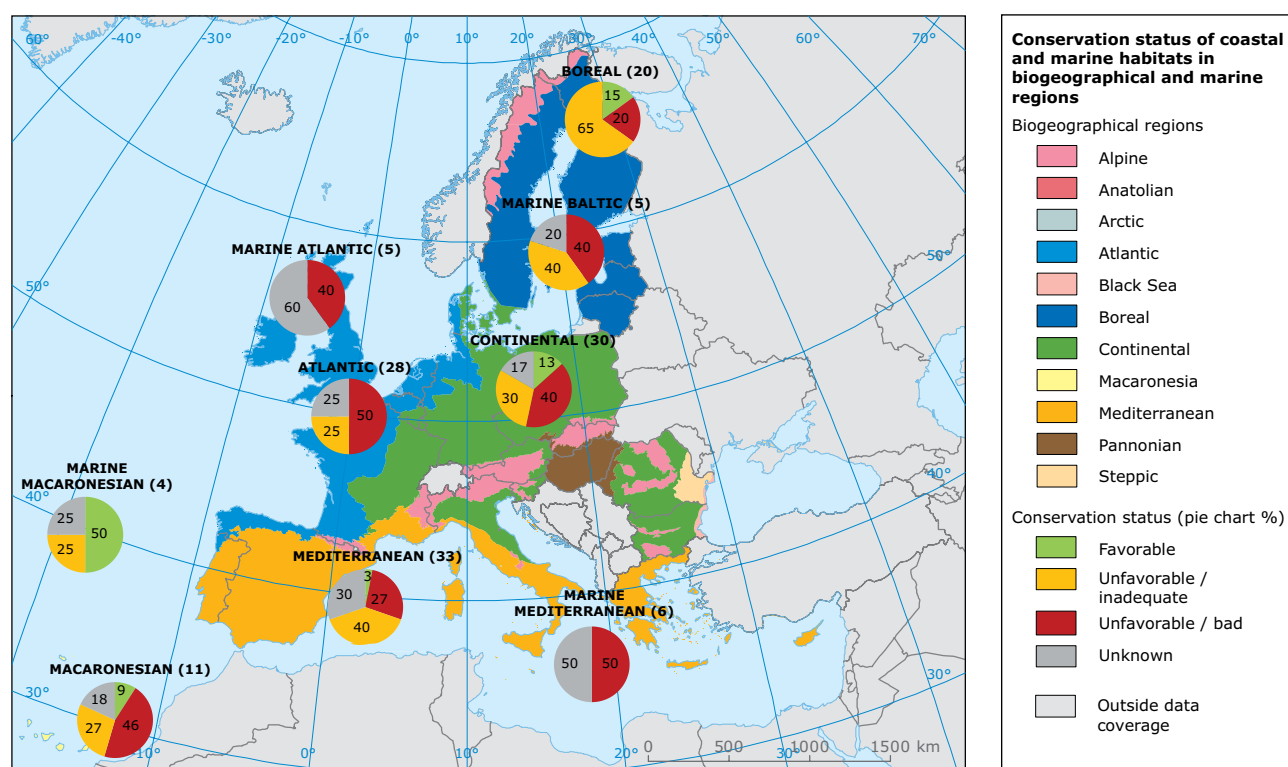 60°
-40°
-30°
-20°
-10°
0°
10°
20°
30°
40°
50°
60°
70°
BOREAL (20)
15
20
65
MARINE BALTIC (5)
20
40
40
MARINE ATLANTIC (5)
40
60
50°
50°
CONTINENTAL (30)
17
13
30
40
ATLANTIC (28)
25
50
25
MARINE
MACARONESIAN (4)
40°
40°
25
50
25
MEDITERRANEAN (33)
3
30
27
40
MARINE
MEDITERRANEAN (6)
50
50
MACARONESIAN (11)
9
18
27
46
30°
30°
-10°
0°
10°
20°
0
500
1000
1500 km
Conservation status of coastal
and marine habitats in
biogeographical and marine
regions
Biogeographical regions
Alpine
Anatolian
Arctic
Atlantic
Black Sea
Boreal
Continental
Macaronesia
Mediterranean
Pannonian
Steppic
Conservation status (pie chart %)
Favorable
Unfavorable /
inadequate
Unfavorable / bad
Unknown
Outside data
coverage